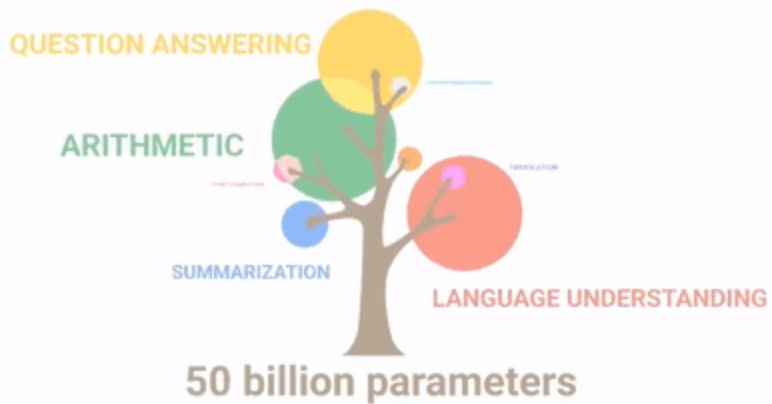 QUESTION ANSWERING
ARITHMETIC
SUMMARIZATION
LANGUAGE UNDERSTANDING
50 billion parameters